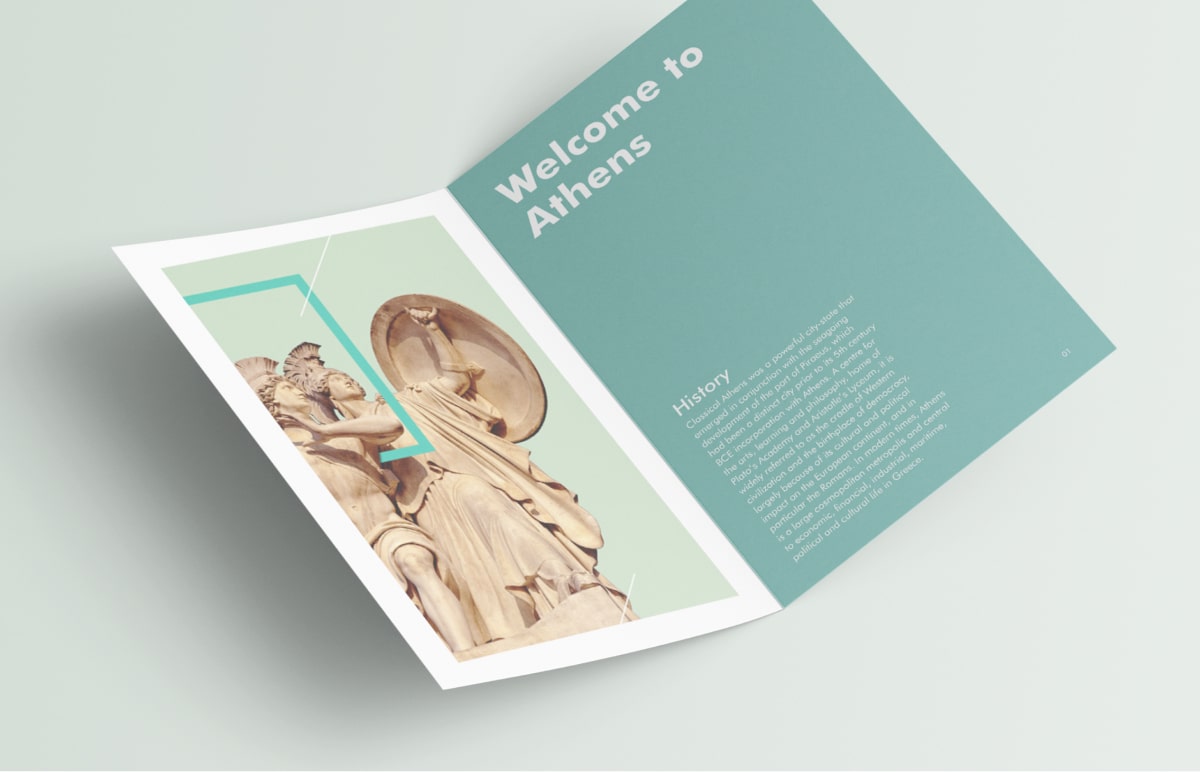 Welcome to
Athens
History
Classical Athens was a powerful city-state that
emerged in conjunction with the seagoing
development of the port of Piraeus, which
had been a distinct city prior to its 5th century
BCE incorporation with Athens. A centre for
the arts, learning and philosophy, home of
Plato's Academy and Aristotle's Lyceum, it is
widely referred to as the cradle of Western
civilization and the birthplace of democracy,
largely because of its cultural and political
impact on the European continent, and in
particular the Romans. In modern times, Athens
is a large cosmopolitan metropolis and central
to economic, financial, industrial, maritime,
political and cultural life in Greece.
01